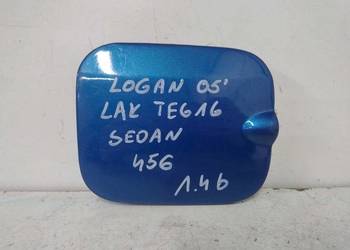 LOGAN 05'
LAK TEG16
SEDAN
456
1.4b